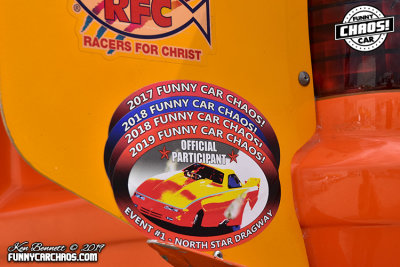 RFC
RACERS FOR CHRIST
FUNNY
CHAOS!
CAR
2017 FUNNY CAR CHAOS!
2018 FUNNY CAR CHAOS!
2018 FUNNY CAR CHAOS!
2019 FUNNY CAR CHAOS!
OFFICIAL
PARTICIPANT
EVENT #1 - NORTH STAR DRAGWAY
Ken Bennett © 2019
FUNNYCARCHAOS.COM